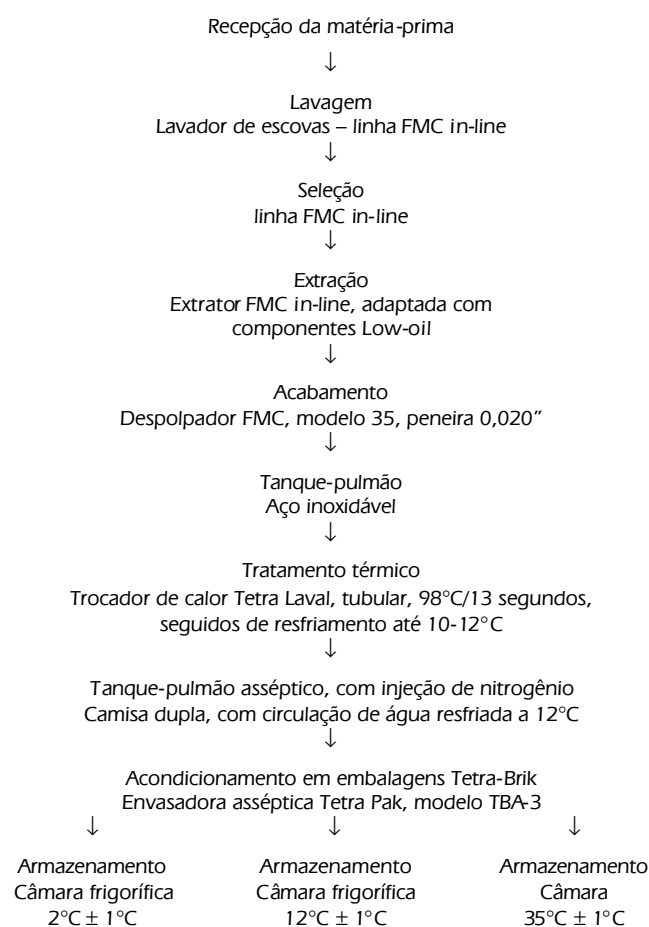 Recepção da matéria-prima
↓
Lavagem
Lavador de escovas – linha FMC in-line
↓
Seleção
linha FMC in-line
↓
Extração
Extrator FMC in-line, adaptada com
componentes Low-oil
↓
Acabamento
Despolpador FMC, modelo 35, peneira 0,020”
↓
Tanque-pulmão
Aço inoxidável
↓
Tratamento térmico
Trocador de calor Tetra Laval, tubular, 98°C/13 segundos,
seguidos de resfriamento até 10-12°C
↓
Tanque-pulmão asséptico, com injeção de nitrogênio
Camisa dupla, com circulação de água resfriada a 12°C
↓
Acondicionamento em embalagens Tetra-Brik
Envasadora asséptica Tetra Pak, modelo TBA-3
↓ ↓ ↓
Armazenamento
Câmara frigorífica
2°C ± 1°C
Armazenamento
Câmara frigorífica
12°C ± 1°C
Armazenamento
Câmara
35°C ± 1°C